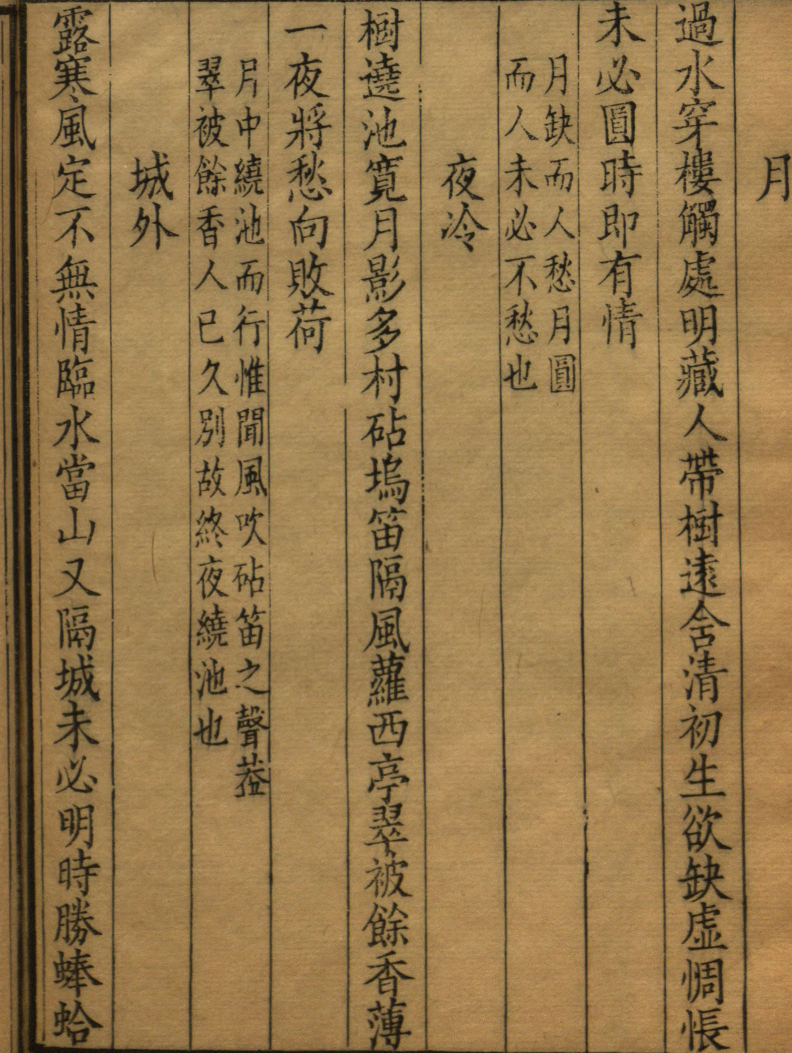 月
過水穿樓觸處明藏人帶樹遠含清初生欲缺虛惆悵
未必圓時即有情
月缺而人愁月圓
而人未必不愁也
夜冷
樹遶池寬月影多村砧塢笛隔風蘿西亭翠被餘香薄
一夜將愁向敗荷
月中繞池而行惟聞風吹砧笛之聲葢
翠被餘香人已久別故終夜繞池也
城外
露寒風定不無情臨水當山又隔城未必明時勝蜯蛤